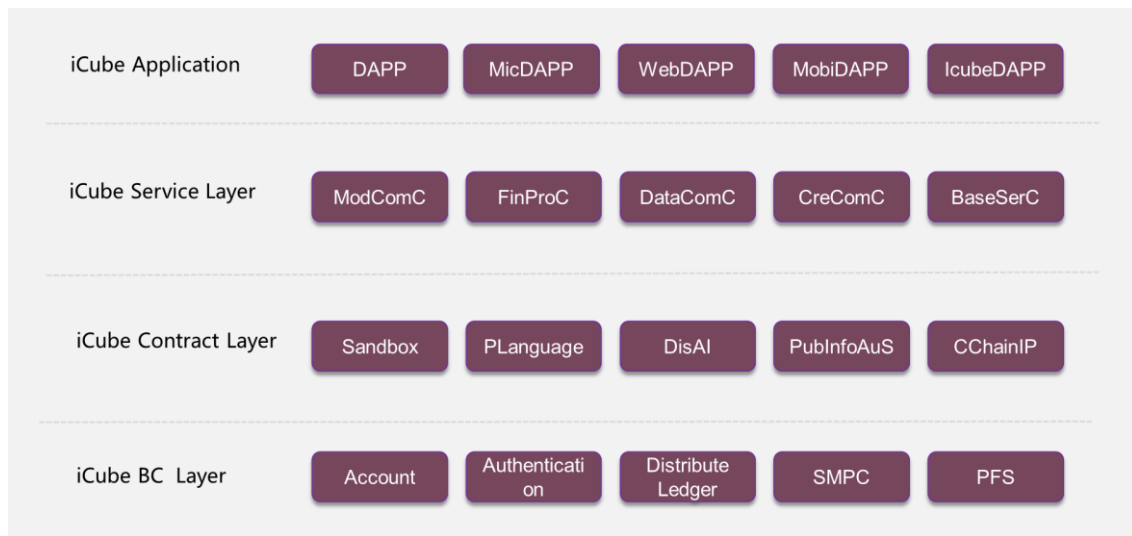 iCube Application
DAPP
MicDAPP
WebDAPP
MobiDAPP
IcubeDAPP
iCube Service Layer
ModComC
FinProC
DataComC
CreComC
BaseSerC
iCube Contract Layer
Sandbox
PLanguage
DisAI
PubInfoAuS
CChainIP
iCube BC Layer
Account
Authenticati
on
Distribute
Ledger
SMPC
PFS